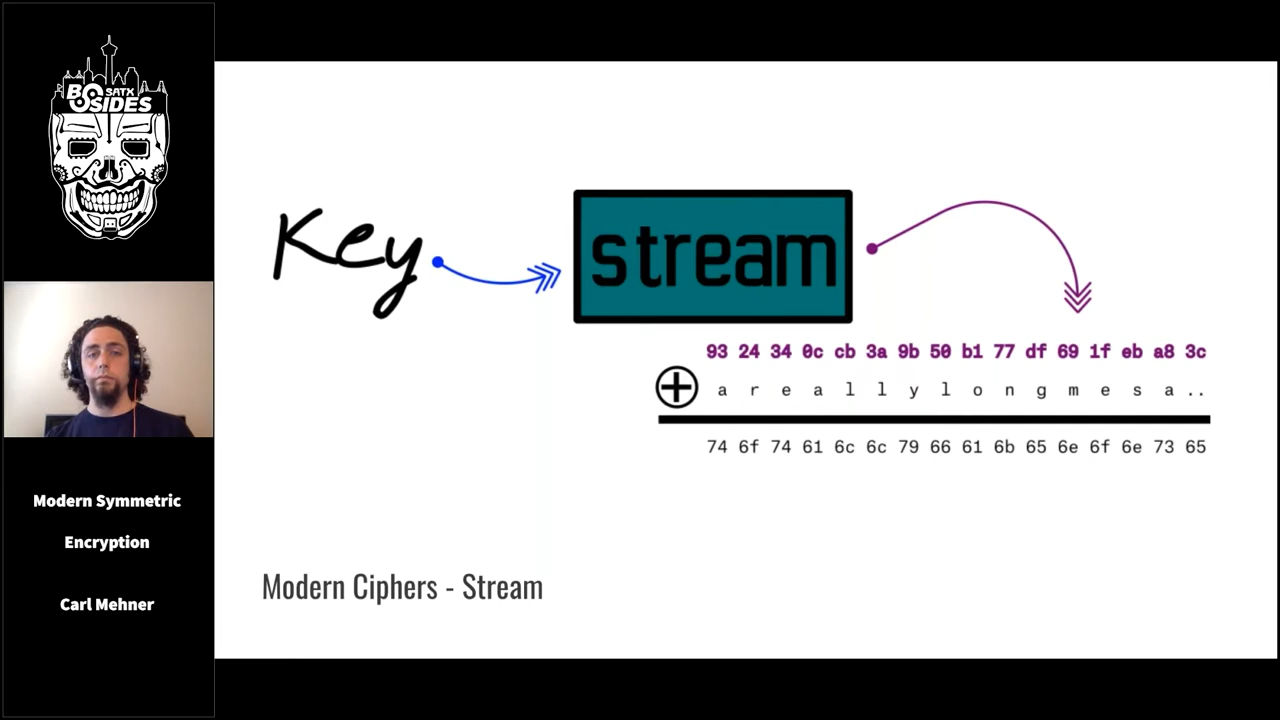 BSIDES
SATX
Modern Symmetric
Encryption
Carl Mehner
Key
stream
93 24 34 0c cb 3a 9b 50 b1 77 df 69 1f eb a8 3c
a r e a l l y l o n g m e s a ..
74 6f 74 61 6c 6c 79 66 61 6b 65 6e 6f 6e 73 65
Modern Ciphers - Stream